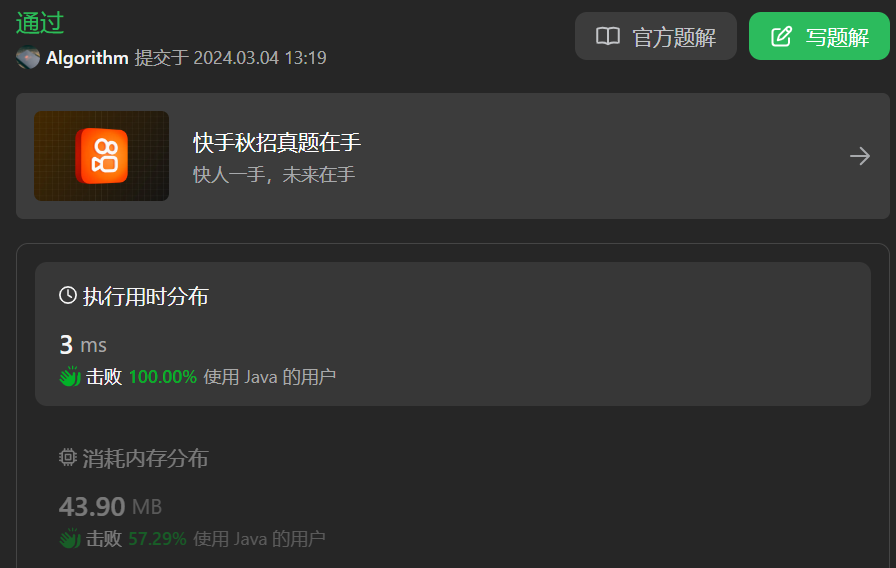 通过
官方题解
写题解
Algorithm 提交于 2024.03.04 13:19
快手秋招真题在手
快人一手，未来在手
执行用时分布
3 ms
击败 100.00% 使用 Java 的用户
消耗内存分布
43.90 MB
击败 57.29% 使用 Java 的用户